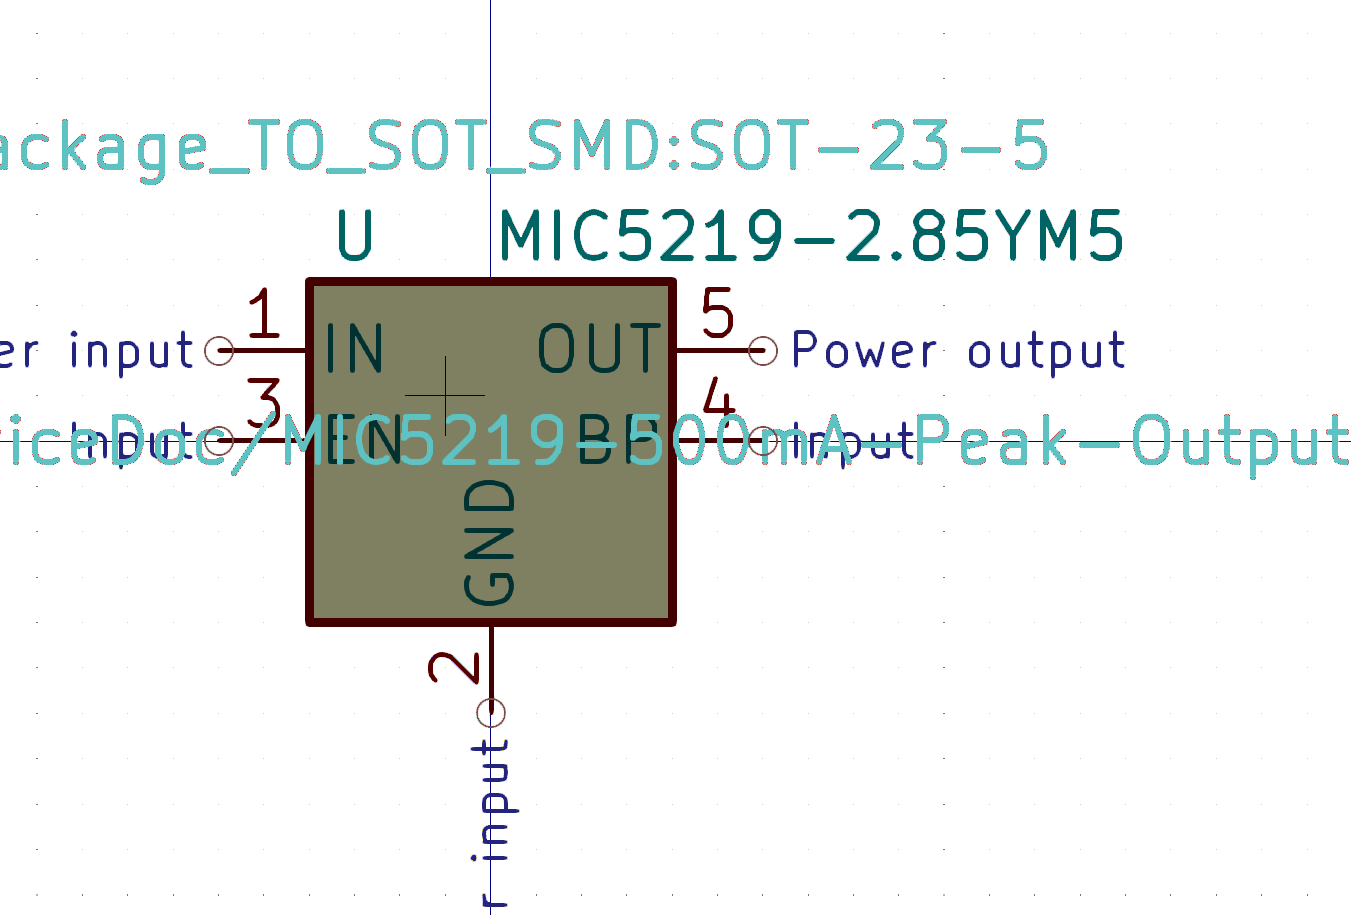 ackage_TO_SOT_SMD:SOT-23-5
U MIC5219-2.85YM5
1 5
er input IN OUT Power output
3 4
Input EN BP Input
iceDoc/MIC5219-500mA-Peak-Output
GND
2
r input